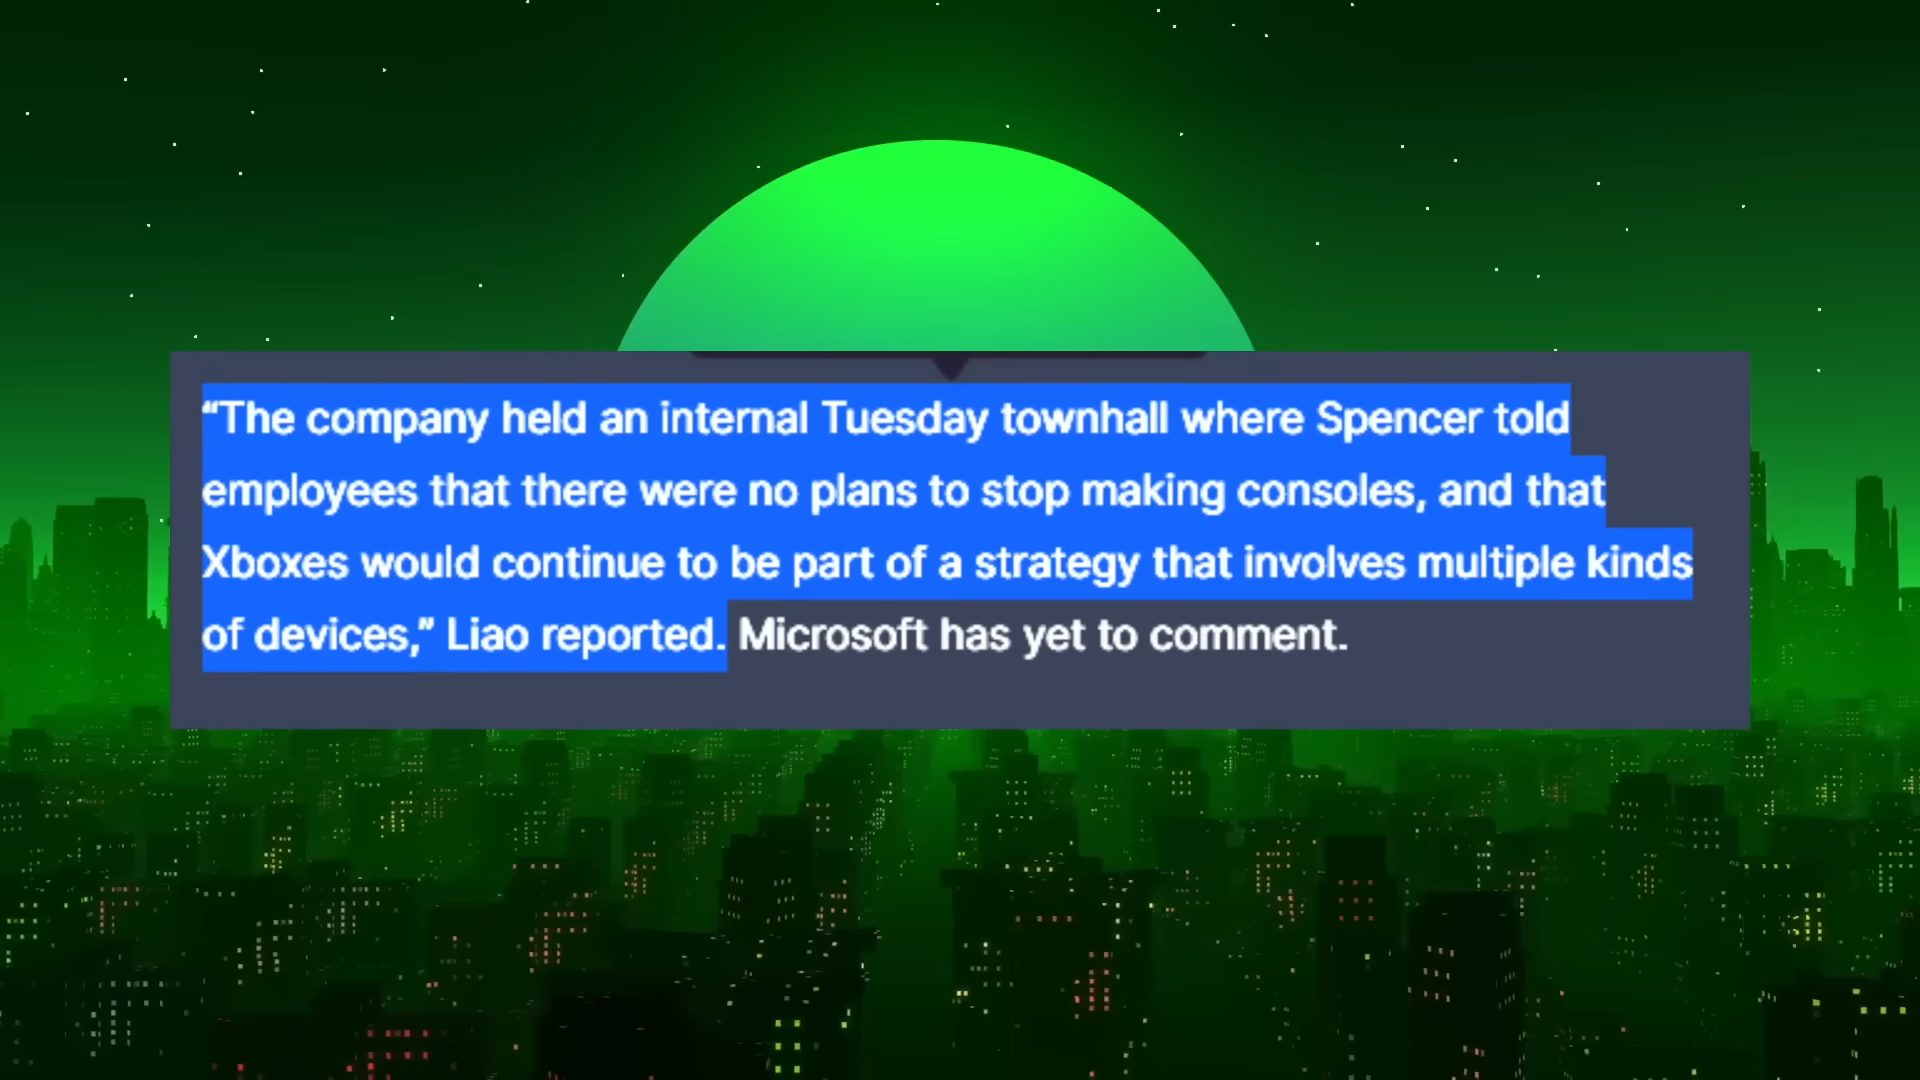 “The company held an internal Tuesday townhall where Spencer told
employees that there were no plans to stop making consoles, and that
Xboxes would continue to be part of a strategy that involves multiple kinds
of devices,” Liao reported. Microsoft has yet to comment.